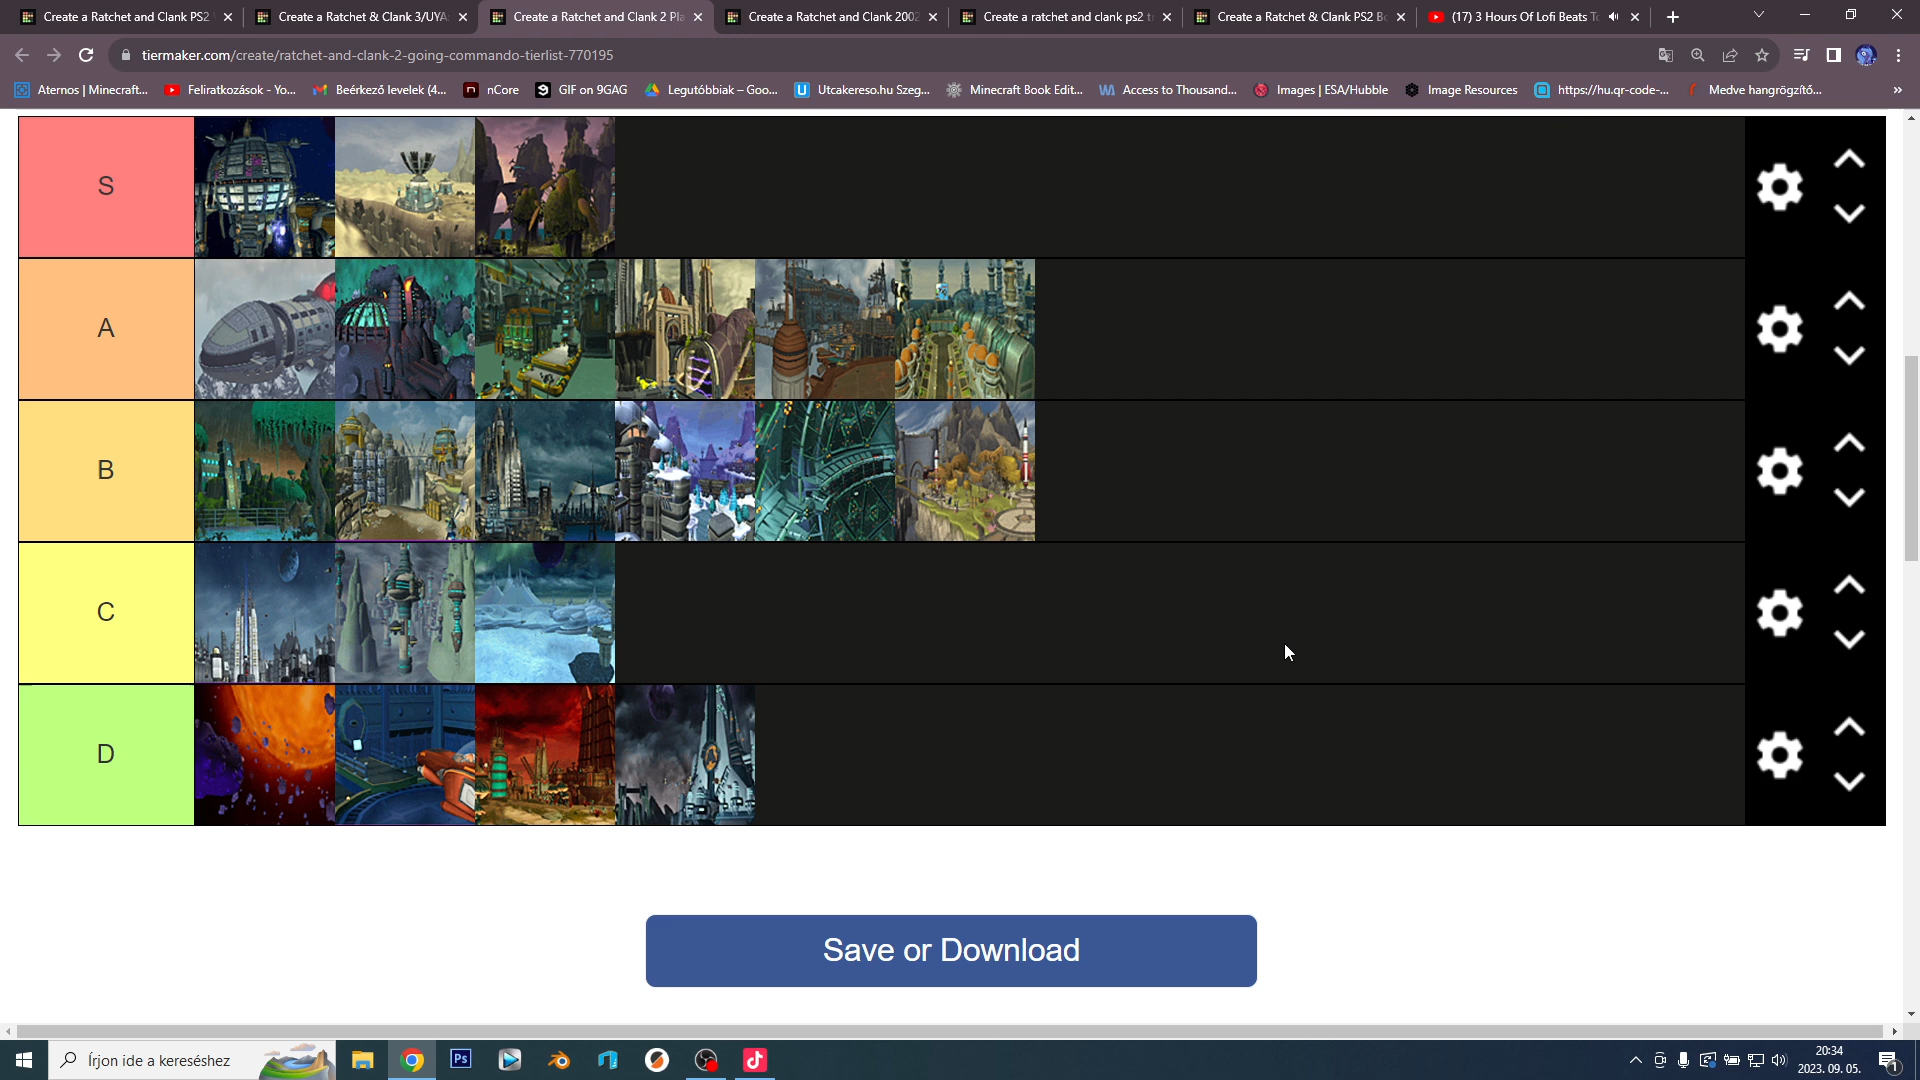 Create a Ratchet and Clank PS2
Create a Ratchet & Clank 3/UYA
Create a Ratchet and Clank 2 Pl
Create a Ratchet and Clank 2002
Create a ratchet and clank ps2 t
Create a Ratchet & Clank PS2 B
(17) 3 Hours Of Lofi Beats T
tiermaker.com/create/ratchet-and-clank-2-going-commando-tierlist-770195
Aternos | Minecraft...
Feliratkozások - Yo...
Beérkező levelek (4...
nCore
GIF on 9GAG
Legutóbbiak – Goo...
Utcakereso.hu Szeg...
Minecraft Book Edit...
Access to Thousand...
Images | ESA/Hubble
Image Resources
https://hu.qr-code-...
Medve hangrögzítő...
»
S
A
B
C
D
Save or Download
Írjon ide a kereséshez
Ps
20:34
2023. 09. 05.
1